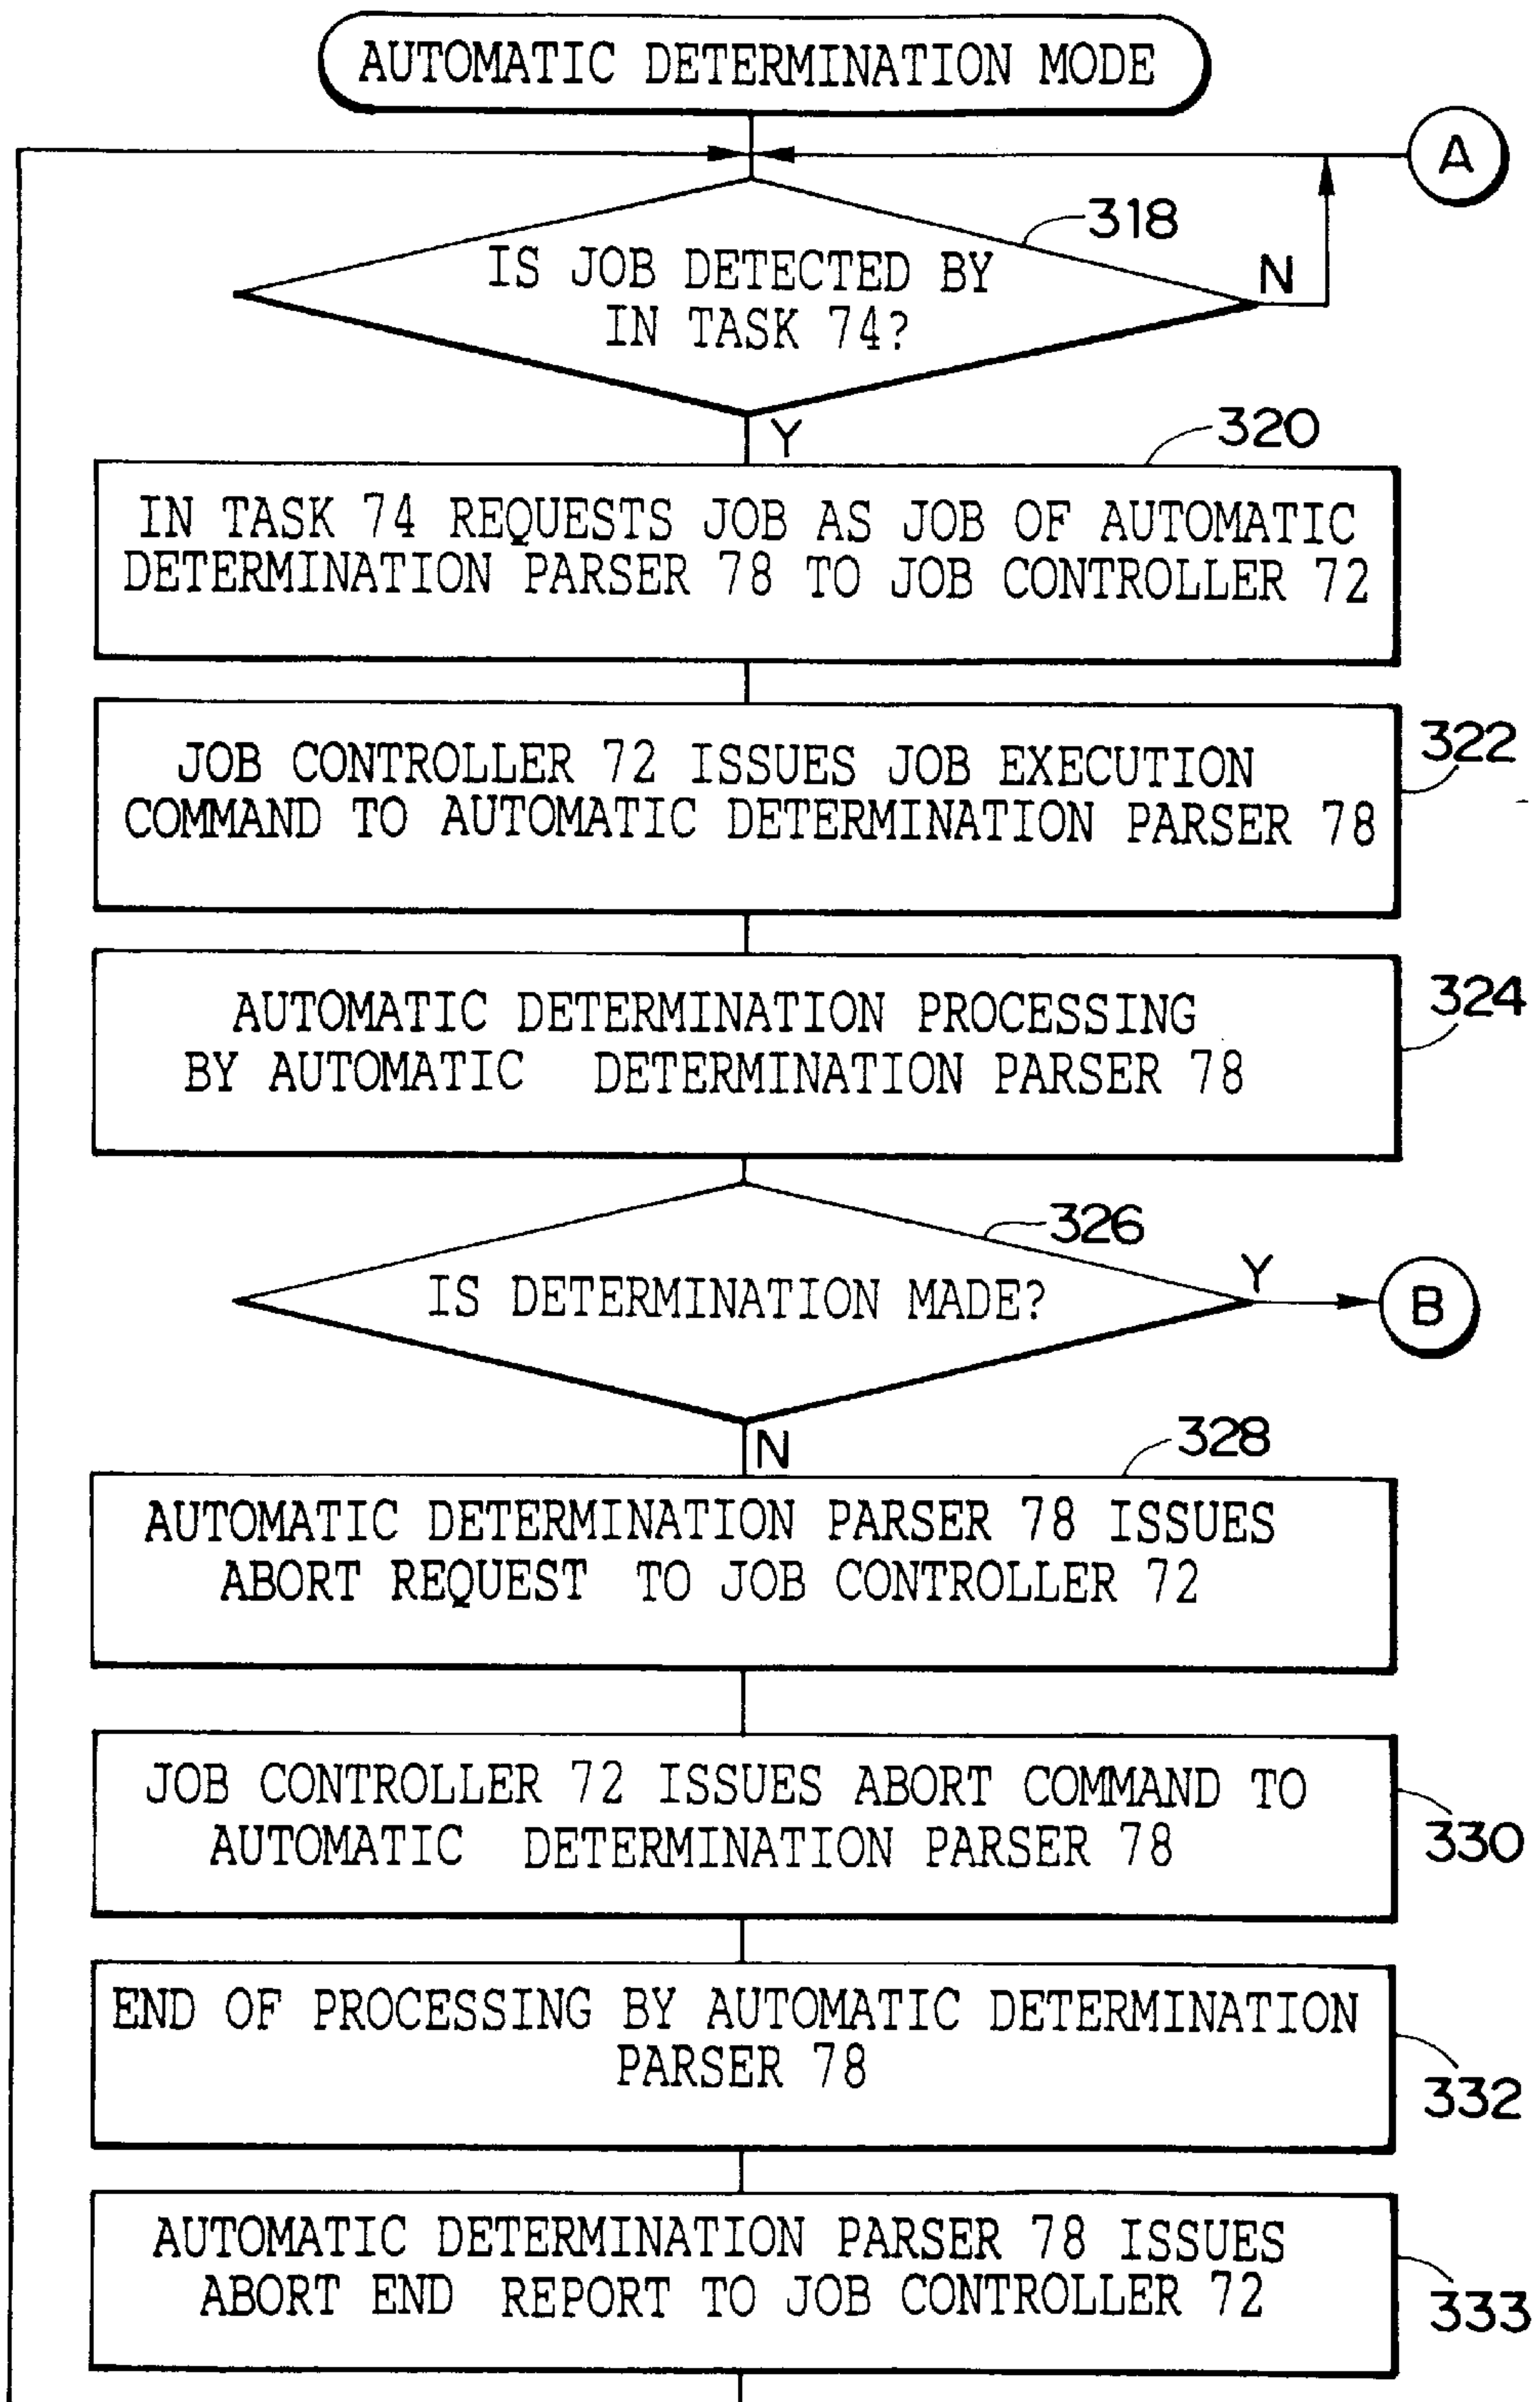 AUTOMATIC DETERMINATION MODE
A
318
IS JOB DETECTED BY
IN TASK 74?
N
Y
320
IN TASK 74 REQUESTS JOB AS JOB OF AUTOMATIC
DETERMINATION PARSER 78 TO JOB CONTROLLER 72
322
JOB CONTROLLER 72 ISSUES JOB EXECUTION
COMMAND TO AUTOMATIC DETERMINATION PARSER 78
324
AUTOMATIC DETERMINATION PROCESSING
BY AUTOMATIC DETERMINATION PARSER 78
326
IS DETERMINATION MADE?
Y
B
N
328
AUTOMATIC DETERMINATION PARSER 78 ISSUES
ABORT REQUEST TO JOB CONTROLLER 72
JOB CONTROLLER 72 ISSUES ABORT COMMAND TO
AUTOMATIC DETERMINATION PARSER 78
330
END OF PROCESSING BY AUTOMATIC DETERMINATION
PARSER 78
332
AUTOMATIC DETERMINATION PARSER 78 ISSUES
ABORT END REPORT TO JOB CONTROLLER 72
333